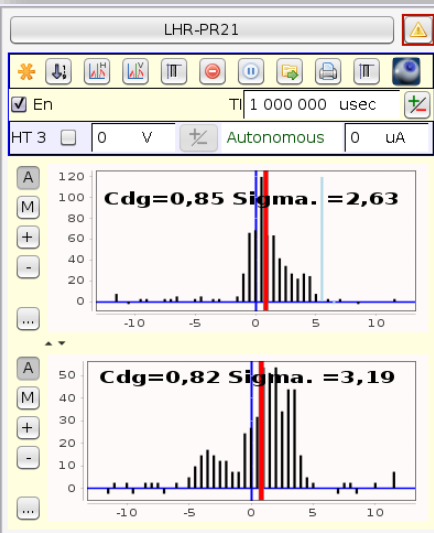 LHR-PR21
En TI 1 000 000 usec
HT 3 0 V Autonomous 0 uA
A
M
+
-
...
Cdg=0,85 Sigma. =2,63
120
100
80
60
40
20
0
-10 -5 0 5 10
A
M
+
-
...
Cdg=0,82 Sigma. =3,19
50
40
30
20
10
0
-10 -5 0 5 10